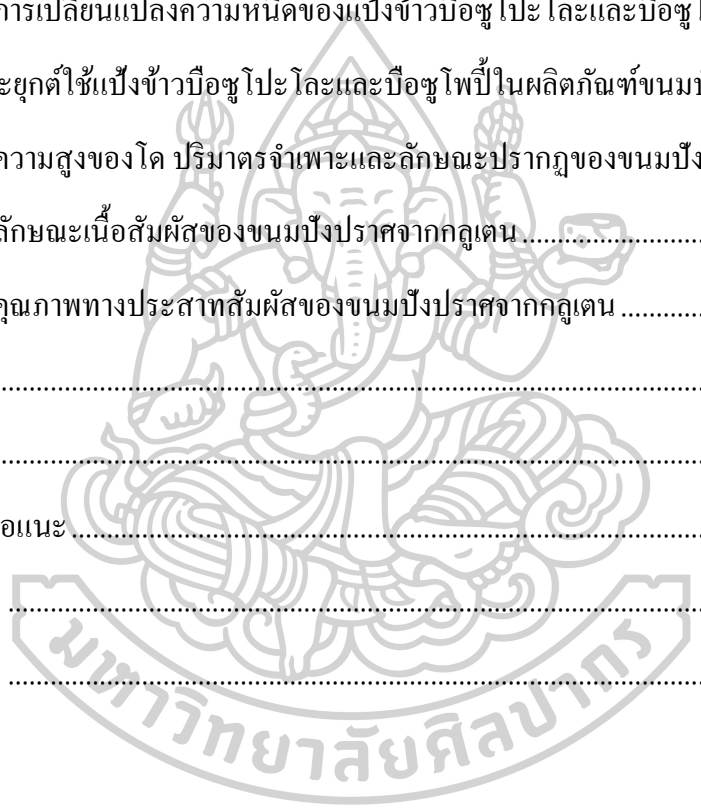 การเปลี่ยนแปลงความหนืดของแป้งข้าวบือซูโปะโละและบือซู
ะยุกต์ใช้แป้งข้าวบือซูโปะโละและบือซูโพปี้ในผลิตภัณฑ์ขนม
ความสูงของโด ปริมาตรจำเพาะและลักษณะปรากฏของขนมปัง
ลักษณะเนื้อสัมผัสของขนมปังปราศจากกลูเตน ........................
คุณภาพทางประสาทสัมผัสของขนมปังปราศจากกลูเตน ............
................................................................................
................................................................................
อแนะ ........................................................................
................................................................................
................................................................................
มหาวิทยาลัยศิลปากร